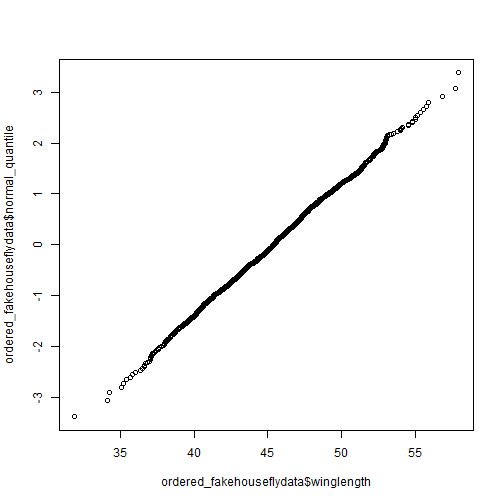 ordered_fakehouseflydata$normal_quantile
3
2
1
0
-1
-2
-3
35 40 45 50 55
ordered_fakehouseflydata$winglength